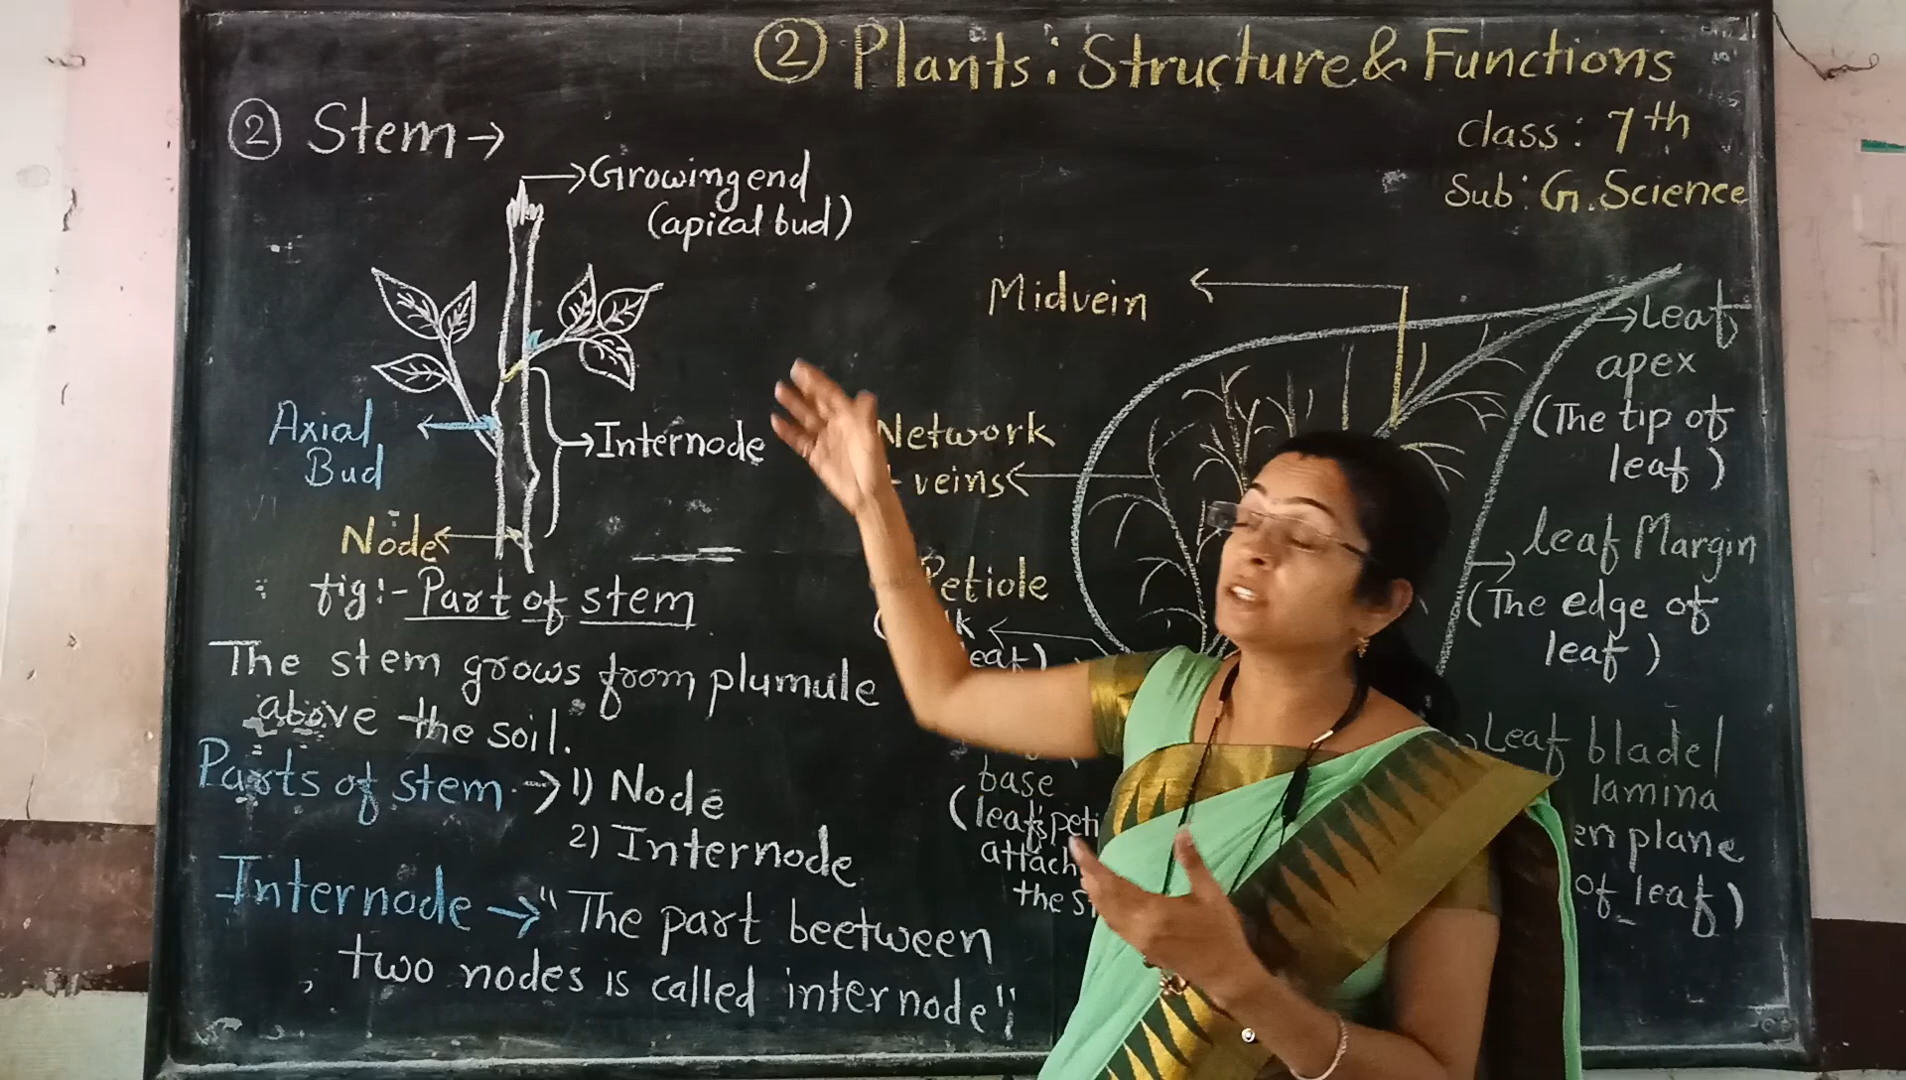 ② Plants: Structure & Functions
Class: 7th
Sub: G. Science
② Stem →
Growing end
(apical bud)
Axial
Bud
Internode
Node
fig:- Part of stem
The stem grows from plumule
above the soil.
Parts of stem → 1) Node
2) Internode
Internode → "The part beetween
two nodes is called internode"
Midvein
Network
veins
Petiole
base
(leaf's
attach
the
Leaf
apex
(The tip of
leaf)
leaf Margin
(The edge of
leaf)
Leaf blade/
lamina
plane
of leaf)